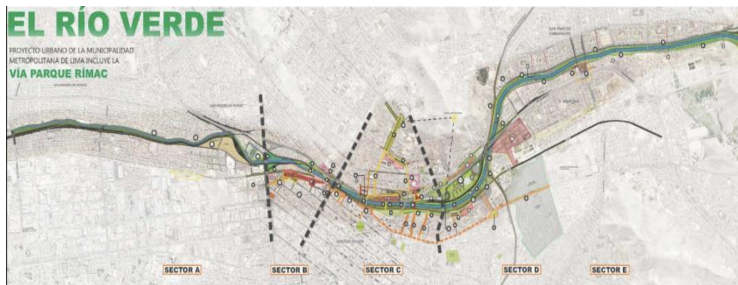 EL RÍO VERDE
PROYECTO URBANO DE LA MUNICIPALIDAD
METROPOLITANA DE LIMA INCLUYE LA
VÍA PARQUE RÍMAC
SECTOR A
SECTOR B
SECTOR C
SECTOR D
SECTOR E